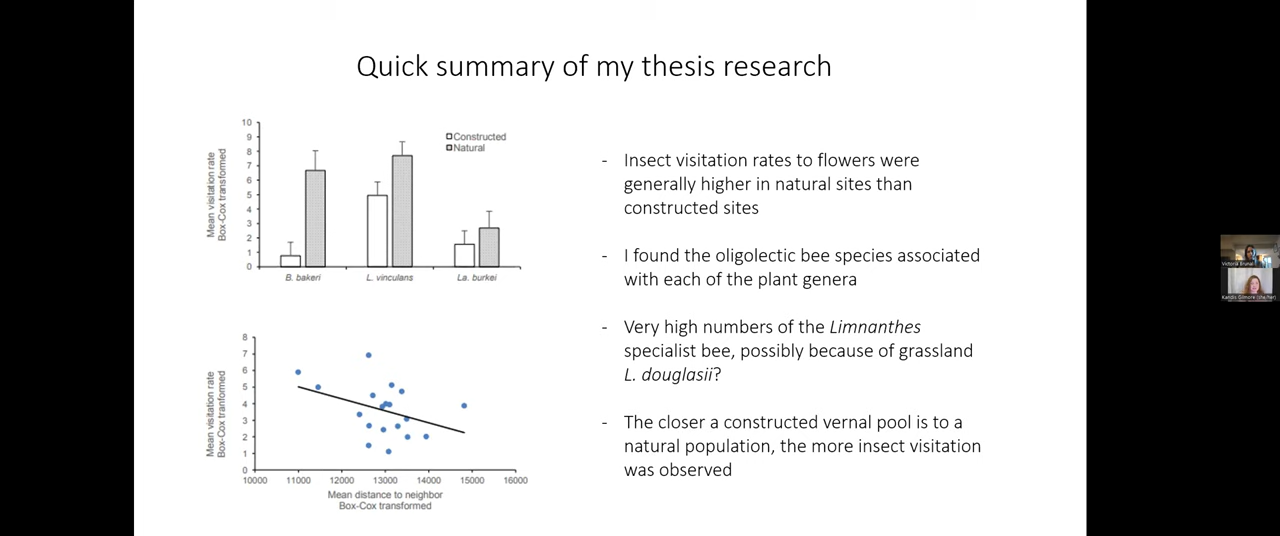 Quick summary of my thesis research
10
9
8
7
6
5
4
3
2
1
0
Mean visitation rate
Box-Cox transformed
Constructed
Natural
B. bakeri
L. vinculans
La. burkei
8
7
6
5
4
3
2
1
0
Mean visitation rate
Box-Cox tranformed
10000 11000 12000 13000 14000 15000 16000
Mean distance to neighbor
Box-Cox transformed
- Insect visitation rates to flowers were
generally higher in natural sites than
constructed sites
- I found the oligolectic bee species associated
with each of the plant genera
- Very high numbers of the Limnanthes
specialist bee, possibly because of grassland
L. douglasii?
- The closer a constructed vernal pool is to a
natural population, the more insect visitation
was observed
Victoria
Kandis Gilmore (she/her)